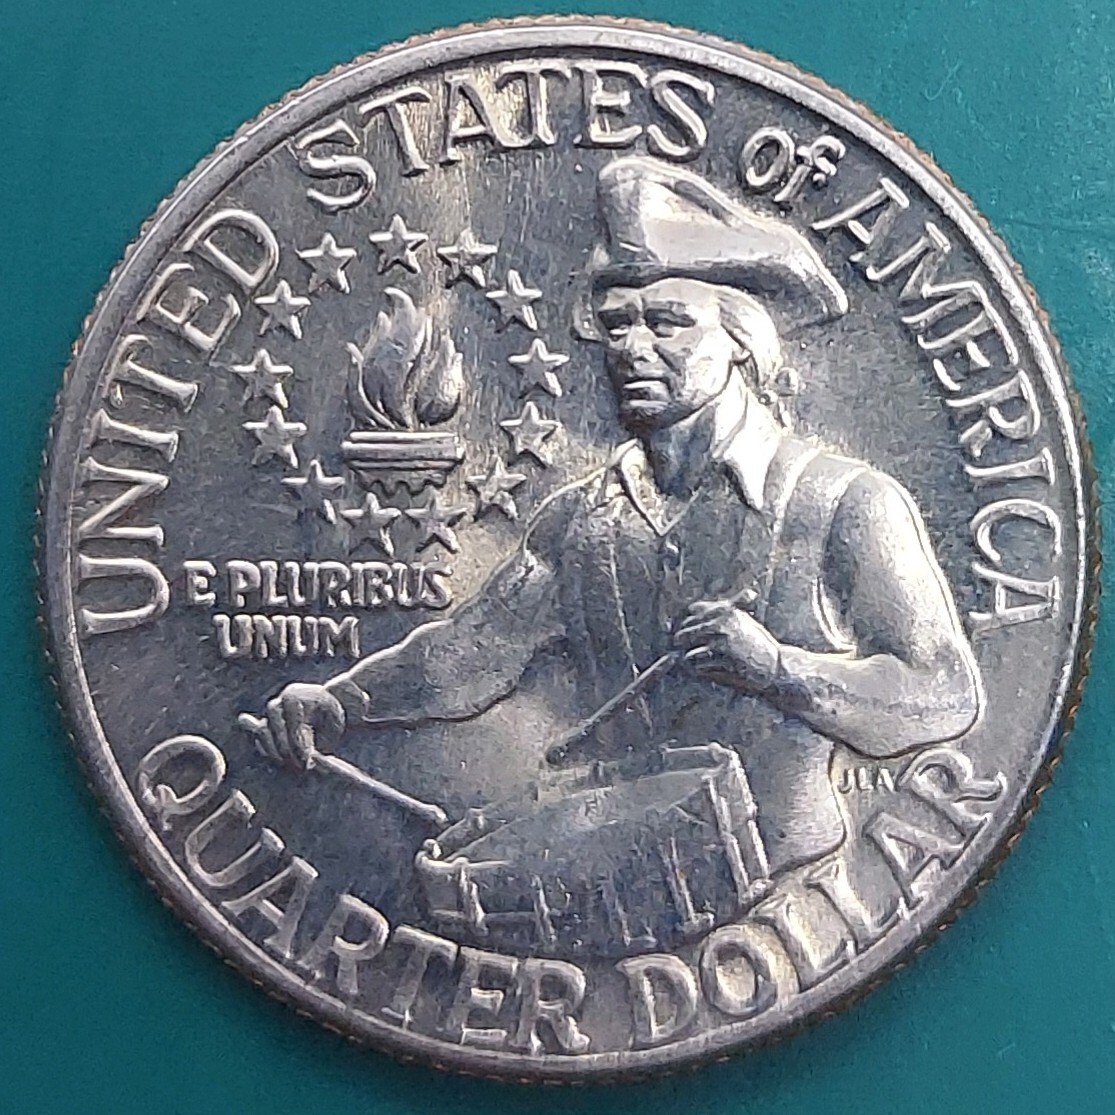 UNITED STATES of AMERICA
E PLURIBUS
UNUM
JLA
QUARTER DOLLAR